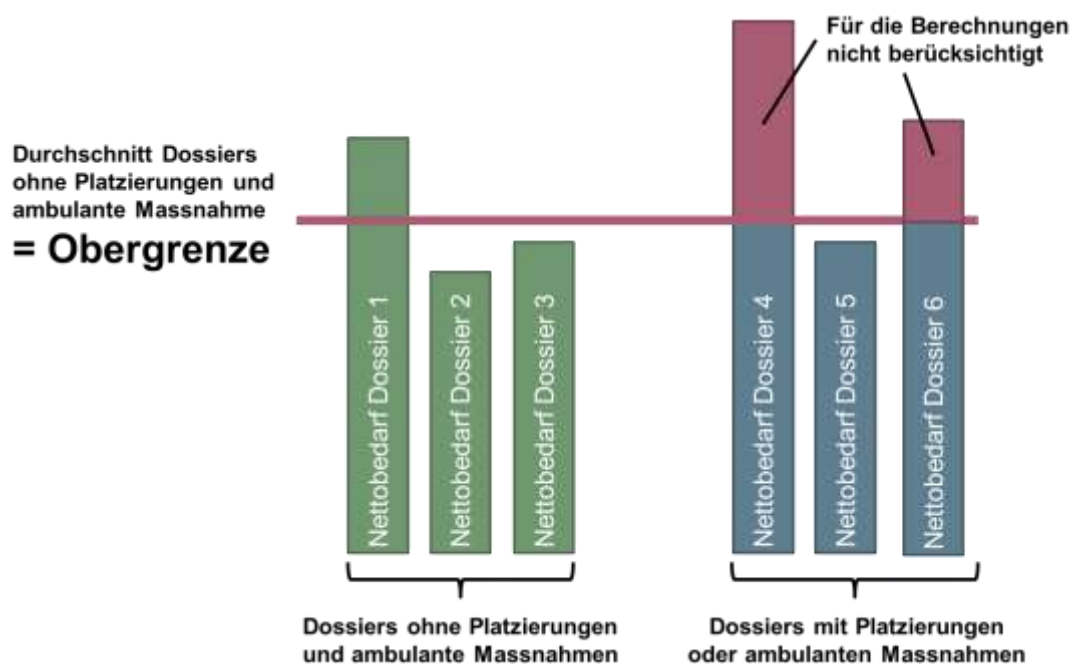 Für die Berechnungen
nicht berücksichtigt
Durchschnitt Dossiers
ohne Platzierungen und
ambulante Massnahme
= Obergrenze
Nettobedarf Dossier 1
Nettobedarf Dossier 2
Nettobedarf Dossier 3
Nettobedarf Dossier 4
Nettobedarf Dossier 5
Nettobedarf Dossier 6
Dossiers ohne Platzierungen
und ambulante Massnahmen
Dossiers mit Platzierungen
oder ambulanten Massnahmen